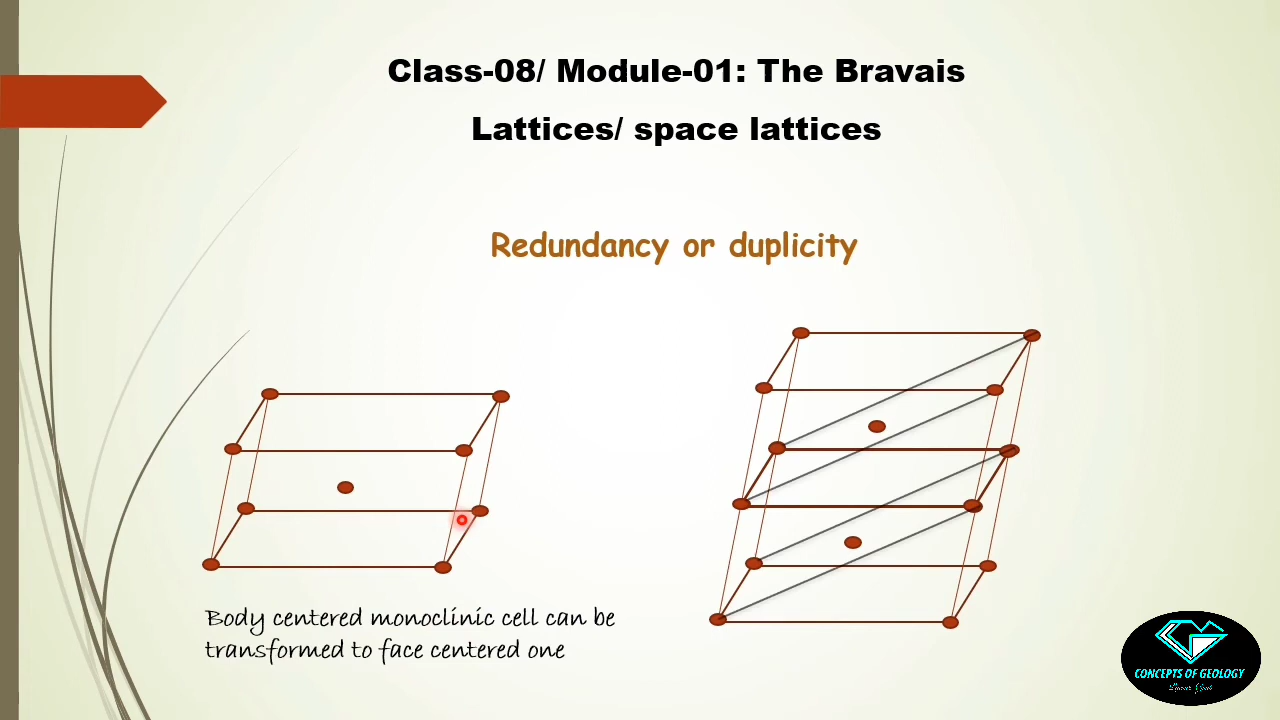 Class-08/ Module-01: The Bravais
Lattices/ space lattices
Redundancy or duplicity
Body centered monoclinic cell can be
transformed to face centered one
CONCEPTS OF GEOLOGY